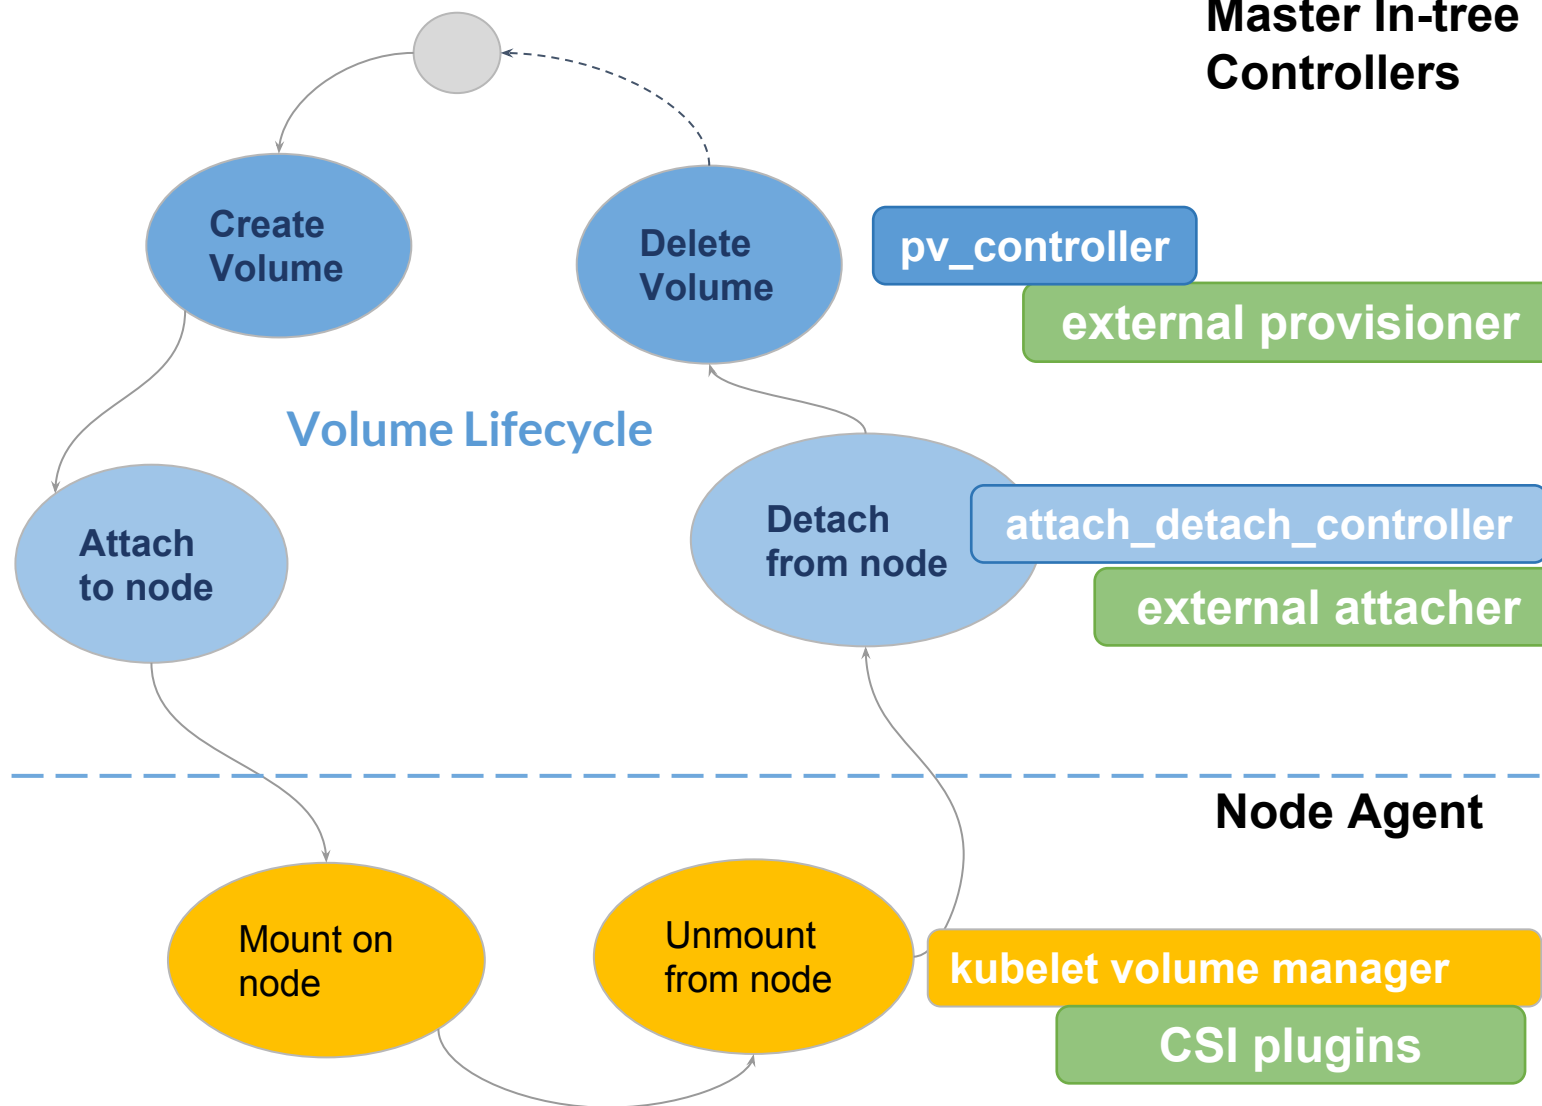 Master In-tree
Controllers
Create
Volume
Delete
Volume
pv_controller
external provisioner
Volume Lifecycle
Attach
to node
Detach
from node
attach_detach_controller
external attacher
Node Agent
Mount on
node
Unmount
from node
kubelet volume manager
CSI plugins